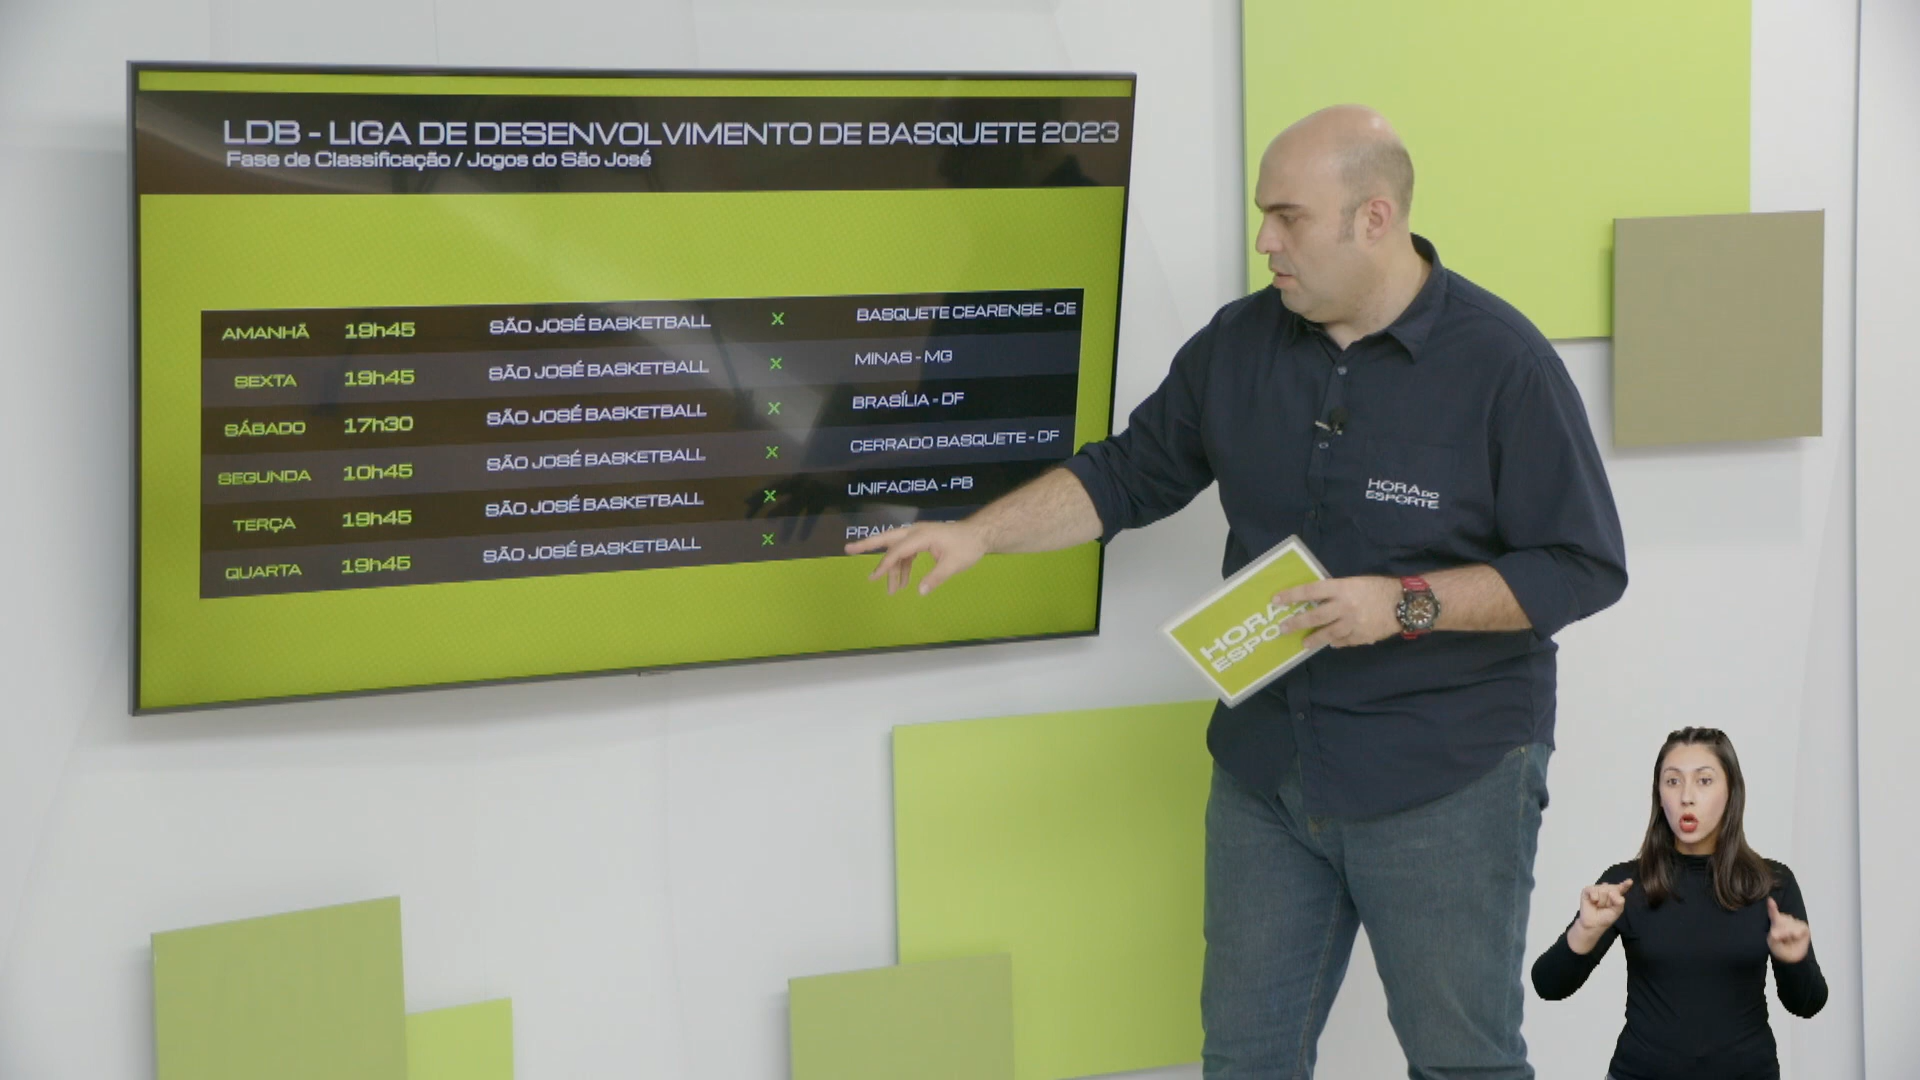 LDB - LIGA DE DESENVOLVIMENTO DE BASQUETE 2023
Fase de Classificação / Jogos do São José
AMANHÃ 19h45 SÃO JOSÉ BASKETBALL X BASQUETE CEARENSE - CE
SEXTA 19h45 SÃO JOSÉ BASKETBALL X MINAS - MG
SÁBADO 17h30 SÃO JOSÉ BASKETBALL X BRASÍLIA - DF
SEGUNDA 10h45 SÃO JOSÉ BASKETBALL X CERRADO BASQUETE - DF
TERÇA 19h45 SÃO JOSÉ BASKETBALL X UNIFACISA - PB
QUARTA 19h45 SÃO JOSÉ BASKETBALL X
HORA DO
ESPORTE
HORA